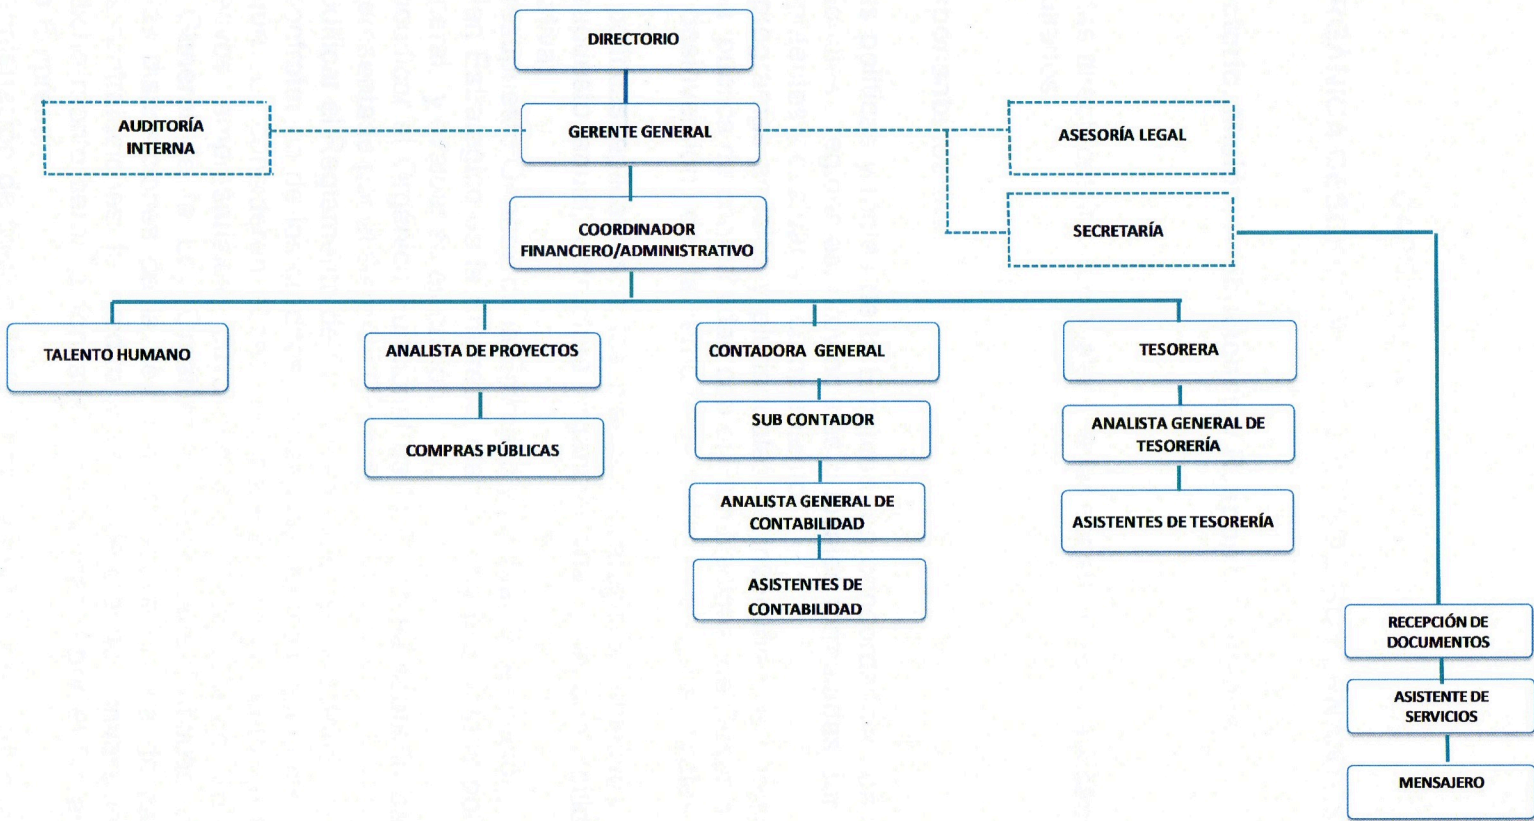 DIRECTORIO
AUDITORÍA
INTERNA
GERENTE GENERAL
ASESORÍA LEGAL
COORDINADOR
FINANCIERO/ADMINISTRATIVO
SECRETARÍA
TALENTO HUMANO
ANALISTA DE PROYECTOS
CONTADORA GENERAL
TESORERA
COMPRAS PÚBLICAS
SUB CONTADOR
ANALISTA GENERAL DE
TESORERÍA
ANALISTA GENERAL DE
CONTABILIDAD
ASISTENTES DE TESORERÍA
ASISTENTES DE
CONTABILIDAD
RECEPCIÓN DE
DOCUMENTOS
ASISTENTE DE
SERVICIOS
MENSAJERO